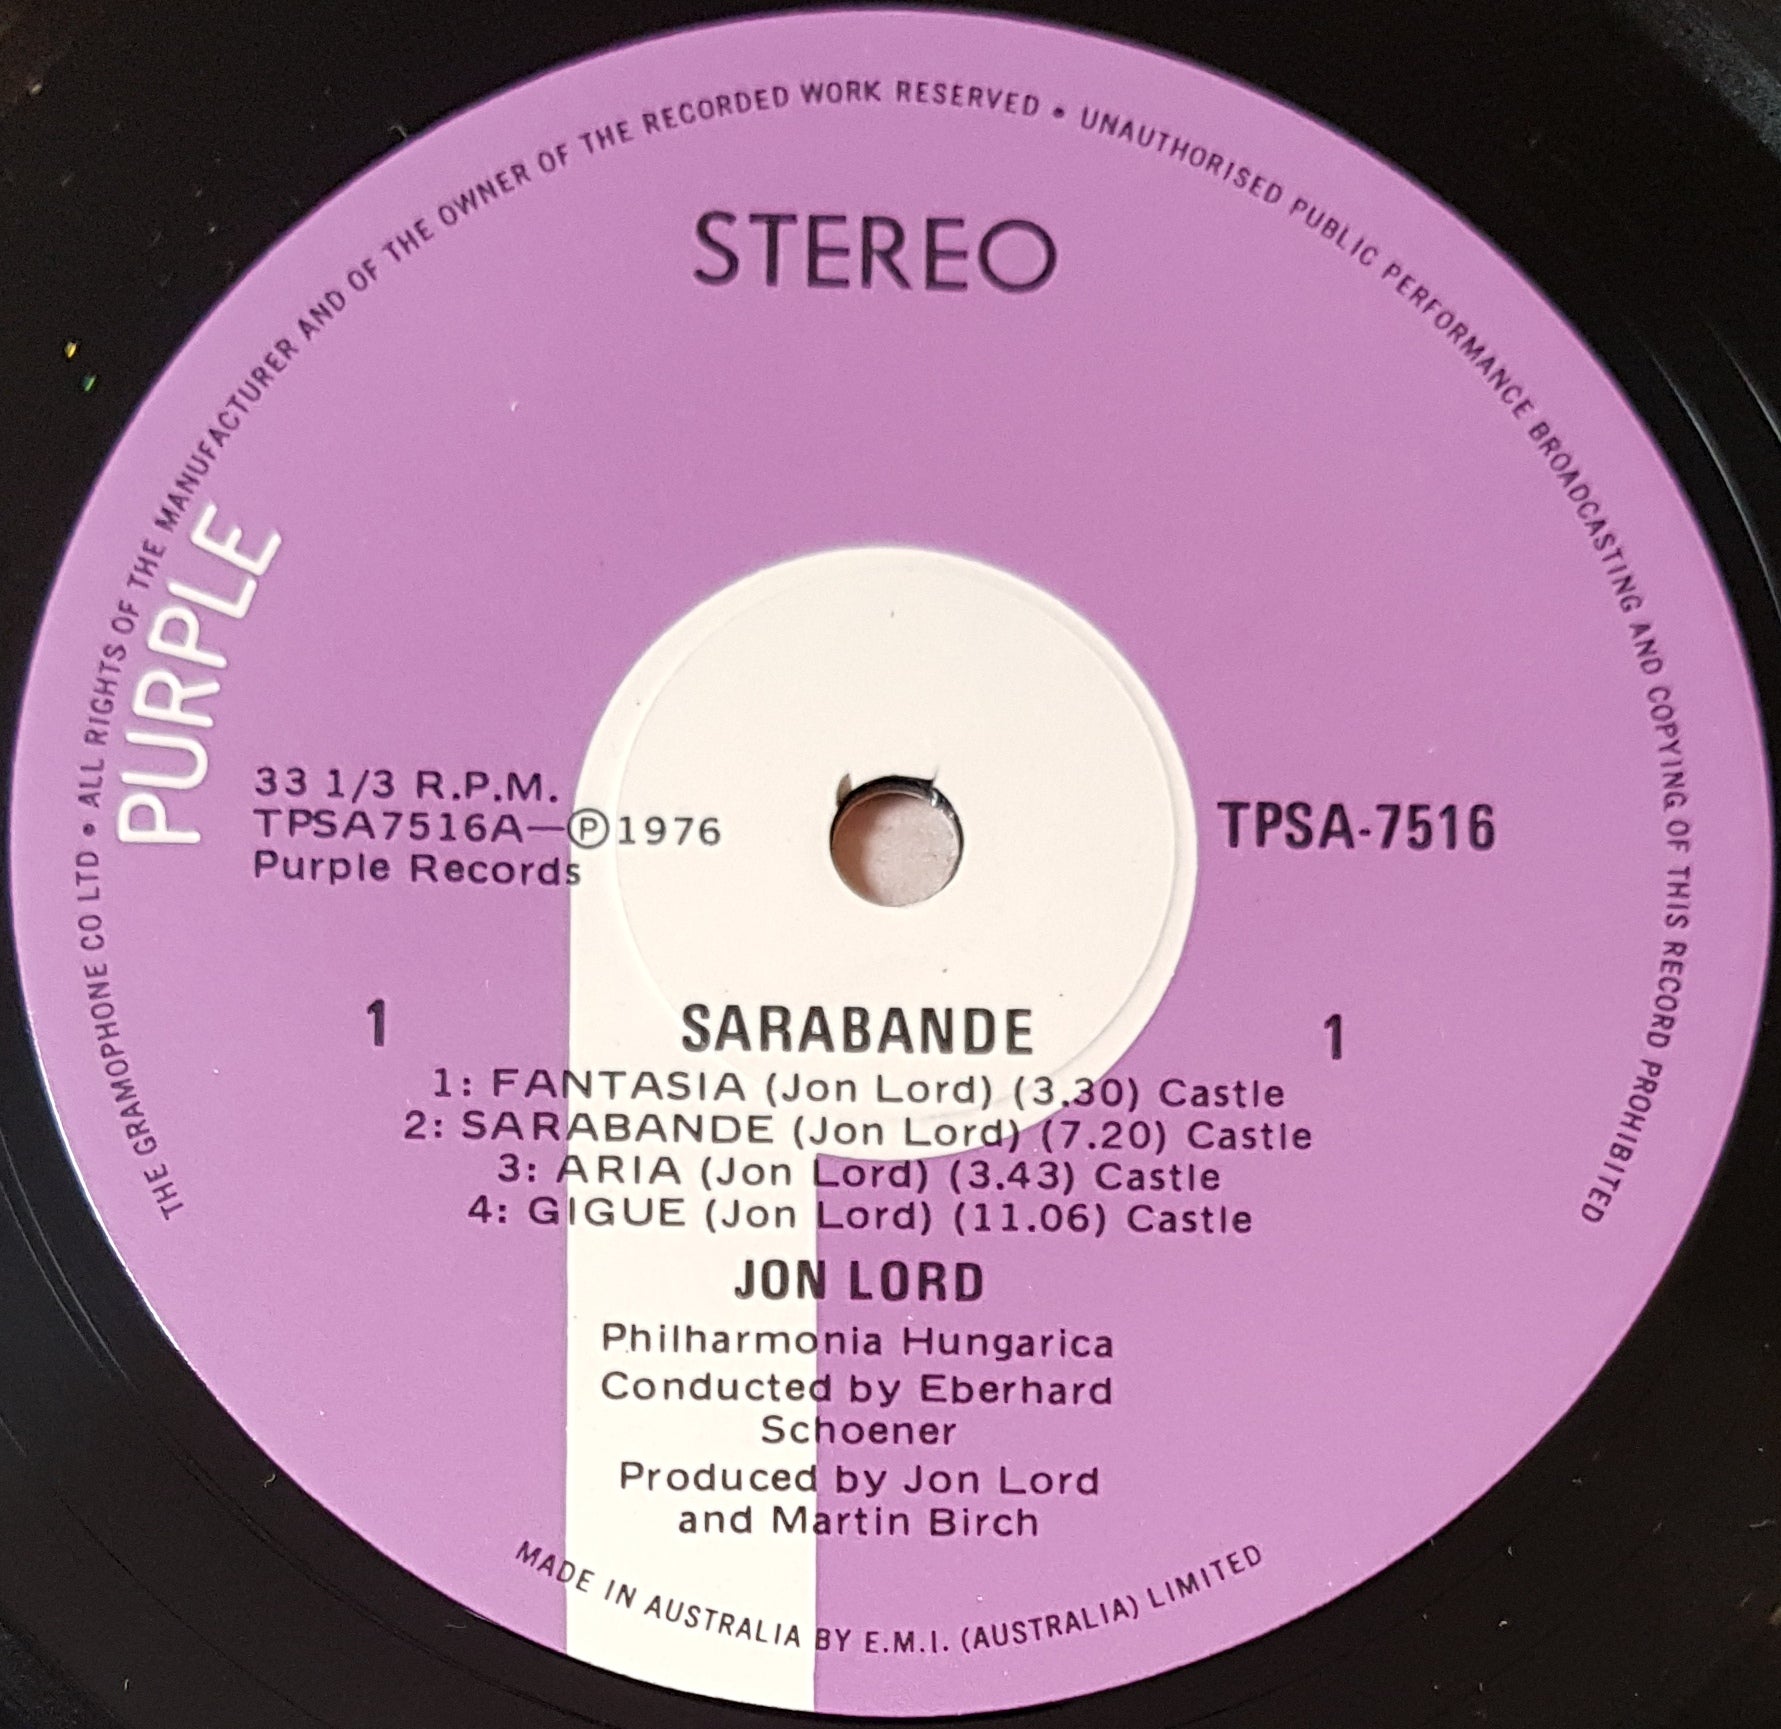 THE GRAMOPHONE CO LTD • ALL RIGHTS OF THE MANUFACTURER AND OF THE OWNER OF THE RECORDED WORK RESERVED • UNAUTHORISED PUBLIC PERFORMANCE BROADCASTING AND COPYING OF THIS RECORD PROHIBITED
STEREO
PURPLE
33 1/3 R.P.M.
TPSA7516A—Ⓟ1976
Purple Records
TPSA-7516
1 SARABANDE 1
1: FANTASIA (Jon Lord) (3.30) Castle
2: SARABANDE (Jon Lord) (7.20) Castle
3: ARIA (Jon Lord) (3.43) Castle
4: GIGUE (Jon Lord) (11.06) Castle
JON LORD
Philharmonia Hungarica
Conducted by Eberhard
Schoener
Produced by Jon Lord
and Martin Birch
MADE IN AUSTRALIA BY E.M.I. (AUSTRALIA) LIMITED